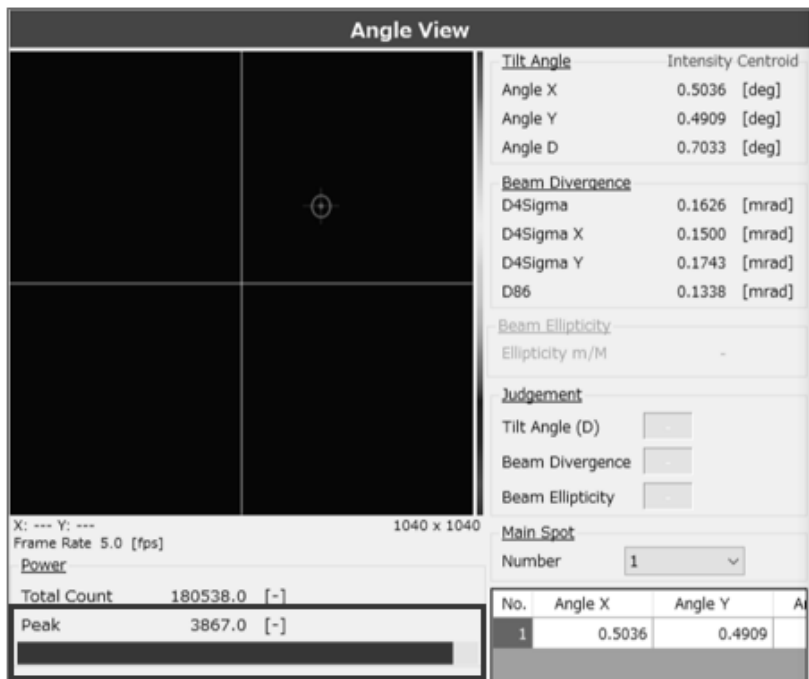 Angle View
Tilt Angle Intensity Centroid
Angle X 0.5036 [deg]
Angle Y 0.4909 [deg]
Angle D 0.7033 [deg]
Beam Divergence
D4Sigma 0.1626 [mrad]
D4Sigma X 0.1500 [mrad]
D4Sigma Y 0.1743 [mrad]
D86 0.1338 [mrad]
Beam Ellipticity
Ellipticity m/M -
Judgement
Tilt Angle (D) -
Beam Divergence -
Beam Ellipticity -
Main Spot
Number 1
No. Angle X Angle Y A
1 0.5036 0.4909
X: --- Y: --- 1040 x 1040
Frame Rate 5.0 [fps]
Power
Total Count 180538.0 [-]
Peak 3867.0 [-]